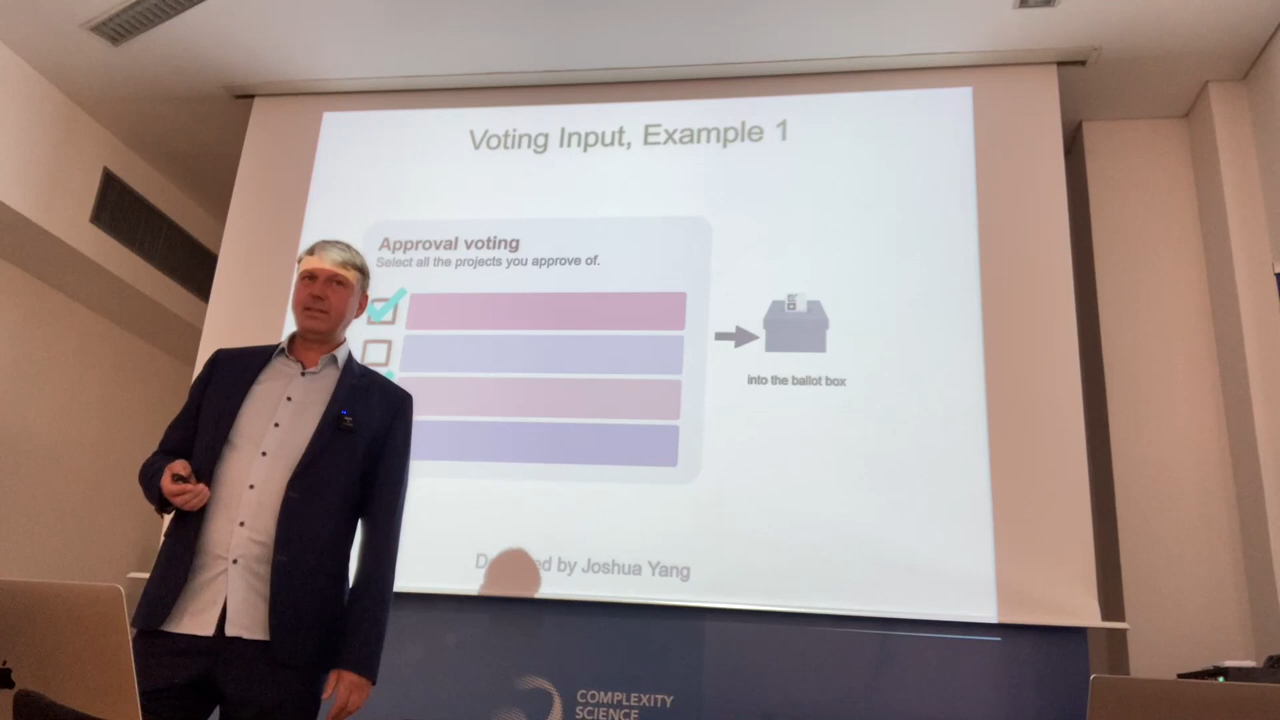 Voting Input, Example 1
Approval voting
Select all the projects you approve of.
into the ballot box
by Joshua Yang
COMPLEXITY
SCIENCE